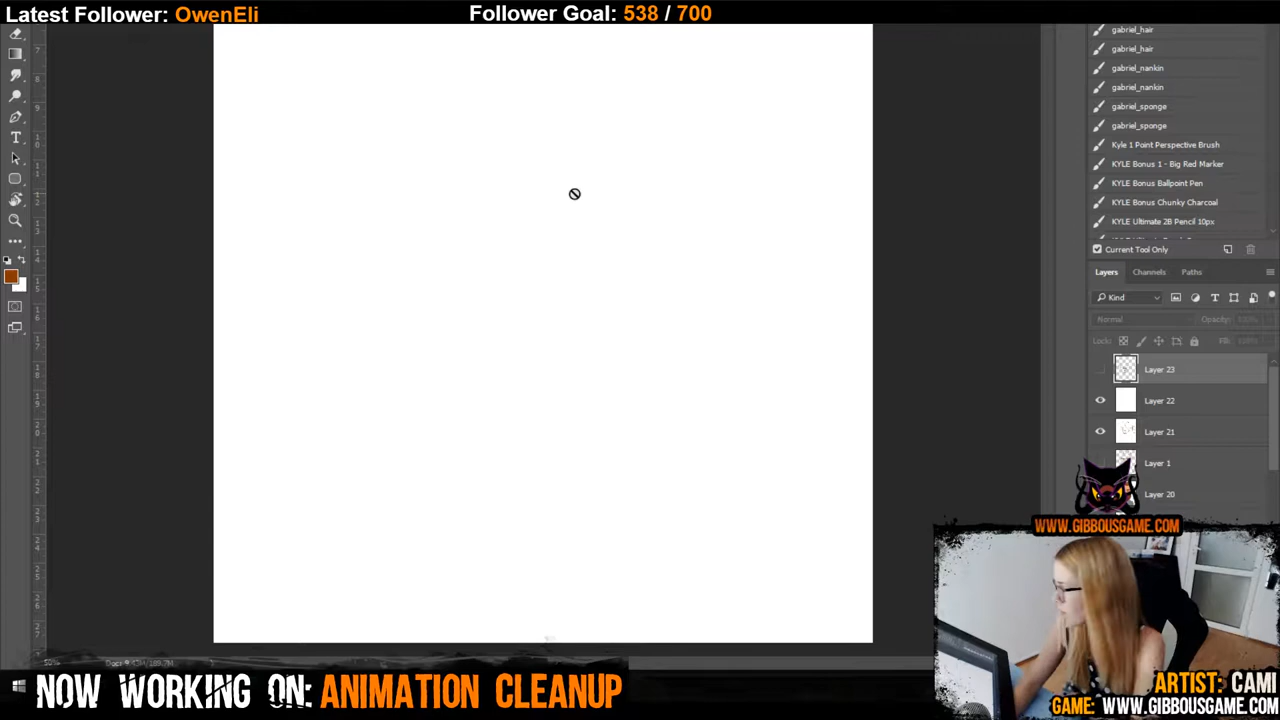 Latest Follower: OwenEli
Follower Goal: 538 / 700
gabriel_hair
gabriel_hair
gabriel_nankin
gabriel_nankin
gabriel_sponge
gabriel_sponge
Kyle 1 Point Perspective Brush
KYLE Bonus 1 - Big Red Marker
KYLE Bonus Ballpoint Pen
KYLE Bonus Chunky Charcoal
KYLE Ultimate 2B Pencil 10px
Current Tool Only
Layers Channels Paths
Kind
Normal Opacity:
Lock: Fill:
Layer 23
Layer 22
Layer 21
Layer 1
Layer 20
WWW.GIBBOUSGAME.COM
NOW WORKING ON: ANIMATION CLEANUP
ARTIST: CAMI
GAME: WWW.GIBBOUSGAME.COM